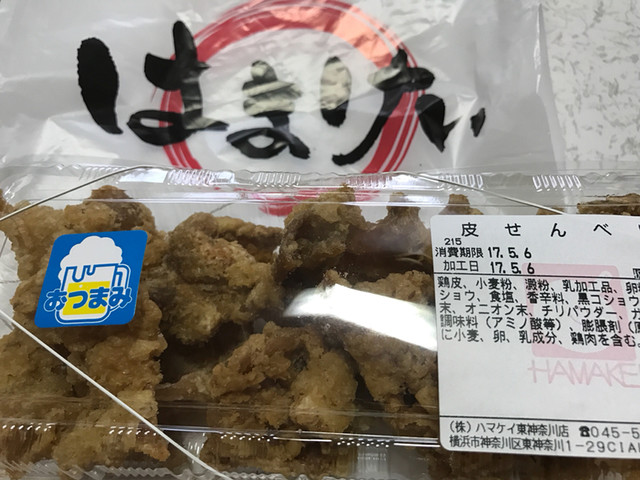 はまけい
おつまみ
皮せんべ
215
消費期限 17.5.6
加工日 17.5.6
鶏皮、小麦粉、澱粉、乳加工品、卵
ショウ、食塩、香辛料、黒コショウ
末、オニオン末、チリパウダー、ガ
調味料（アミノ酸等）、膨脹剤（
に小麦、卵、乳成分、鶏肉を含む。
HAMAKE
（株）ハマケイ東神奈川店 ☎045-5
横浜市神奈川区東神奈川1-29CIA